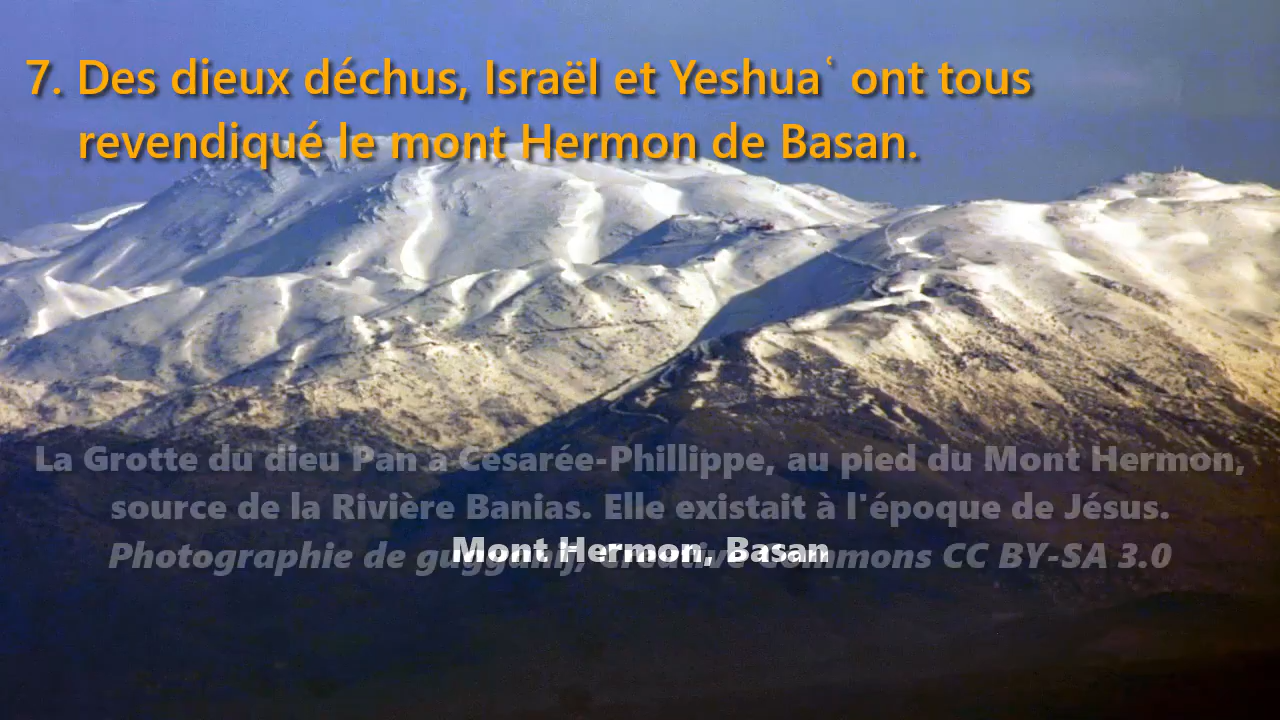 7. Des dieux déchus, Israël et Yeshuaʿ ont tous
revendiqué le mont Hermon de Basan.
La Grotte du dieu Pan a Cesarée-Phillippe, au pied du Mont Hermon,
source de la Rivière Banias. Elle existait à l'époque de Jésus.
Mont Hermon, Basan
Photographie de commons CC BY-SA 3.0